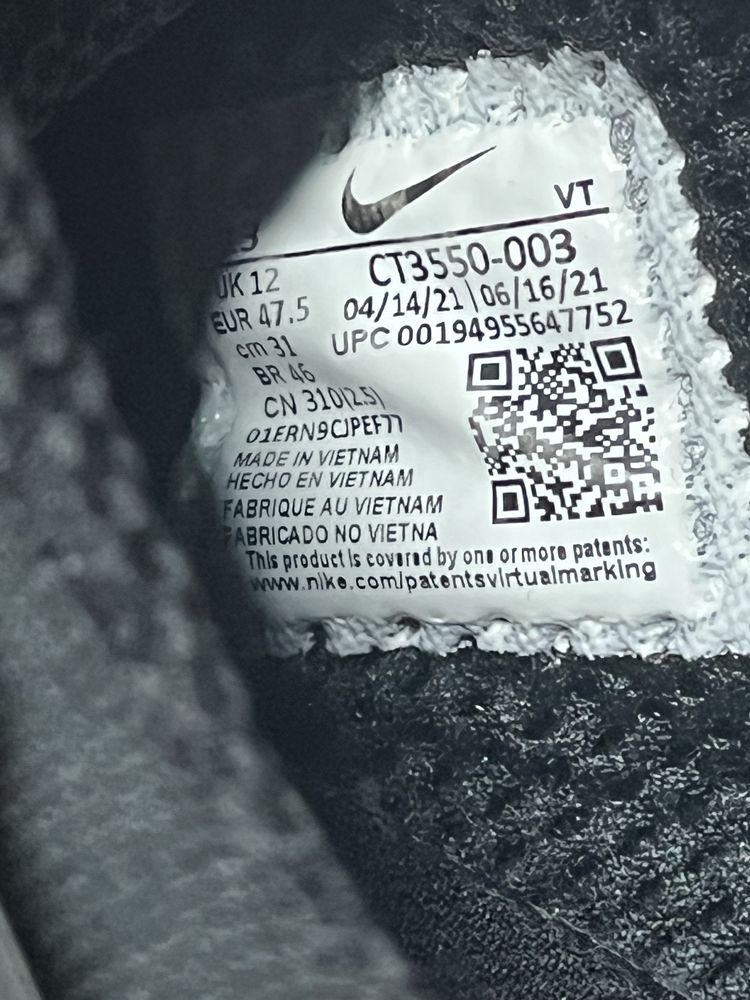 VT
CT3550-003
04/14/21\06/16/21
UPC 00194955647752
UK 12
EUR 47.5
cm 31
BR 46
CN 310(2.5)
01ERN9CJPEF77
MADE IN VIETNAM
HECHO EN VIETNAM
FABRIQUE AU VIETNAM
FABRICADO NO VIETNA
This product is covered by one or more patents:
www.nike.com/patentsvirtualmarking